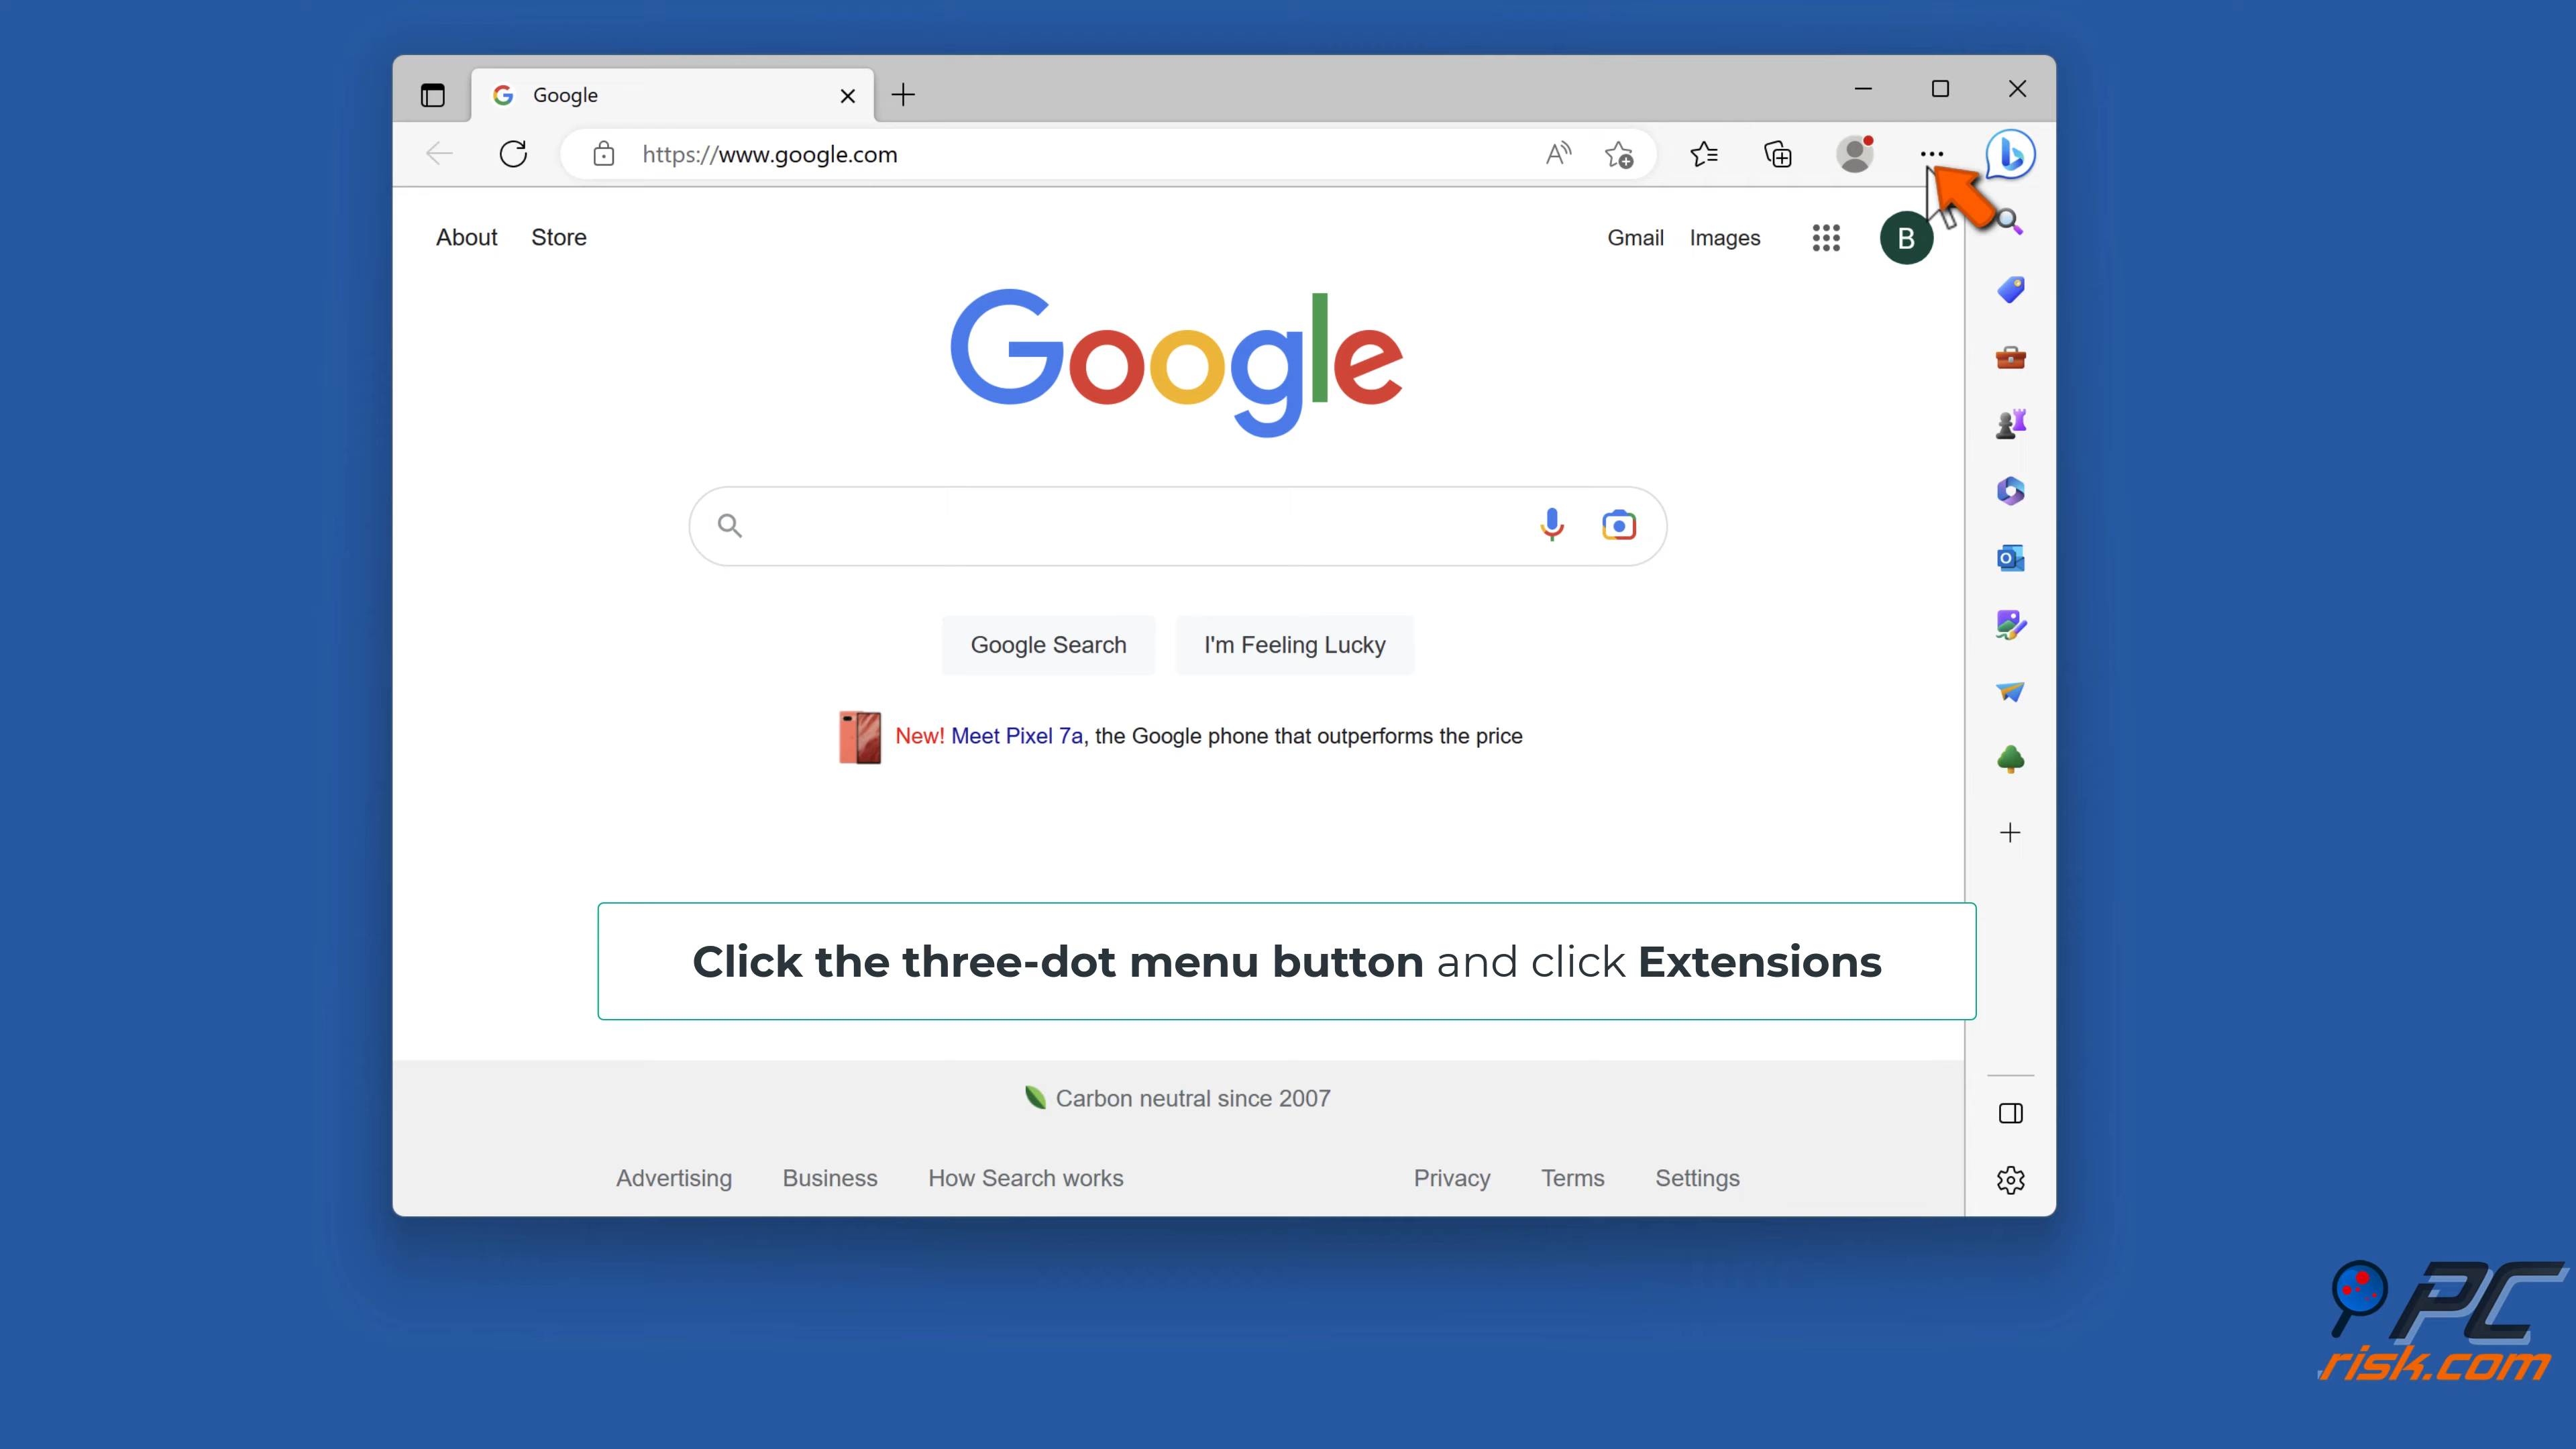 Google
https://www.google.com
About Store Gmail Images B
Google
Google Search I'm Feeling Lucky
New! Meet Pixel 7a, the Google phone that outperforms the price
Click the three-dot menu button and click Extensions
Carbon neutral since 2007
Advertising Business How Search works Privacy Terms Settings
PC
risk.com